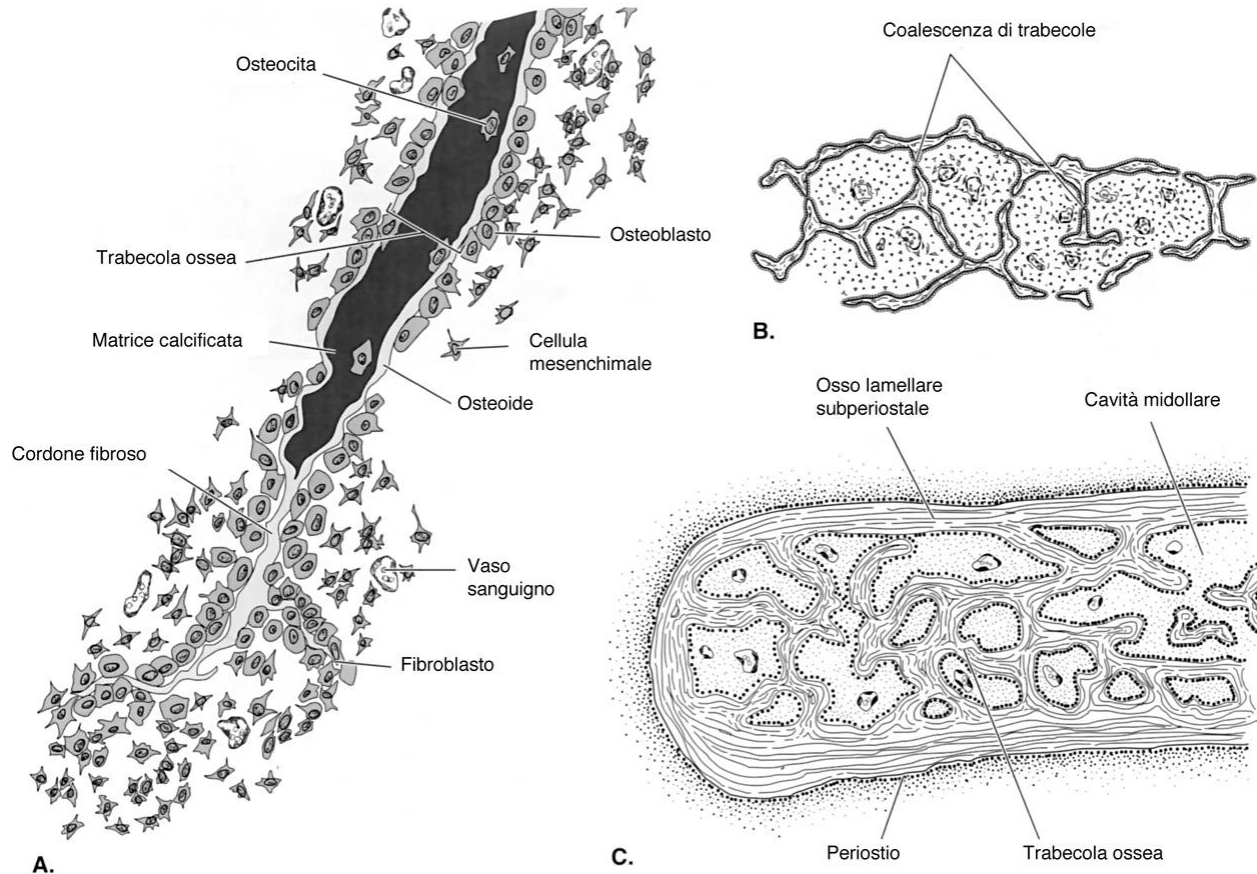 Osteocita
Trabecola ossea
Osteoblasto
Matrice calcificata
Cellula
mesenchimale
Osteoide
Cordone fibroso
Vaso
sanguigno
Fibroblasto
A.
Coalescenza di trabecole
B.
Osso lamellare
subperiostale
Cavità midollare
Periostio
Trabecola ossea
C.